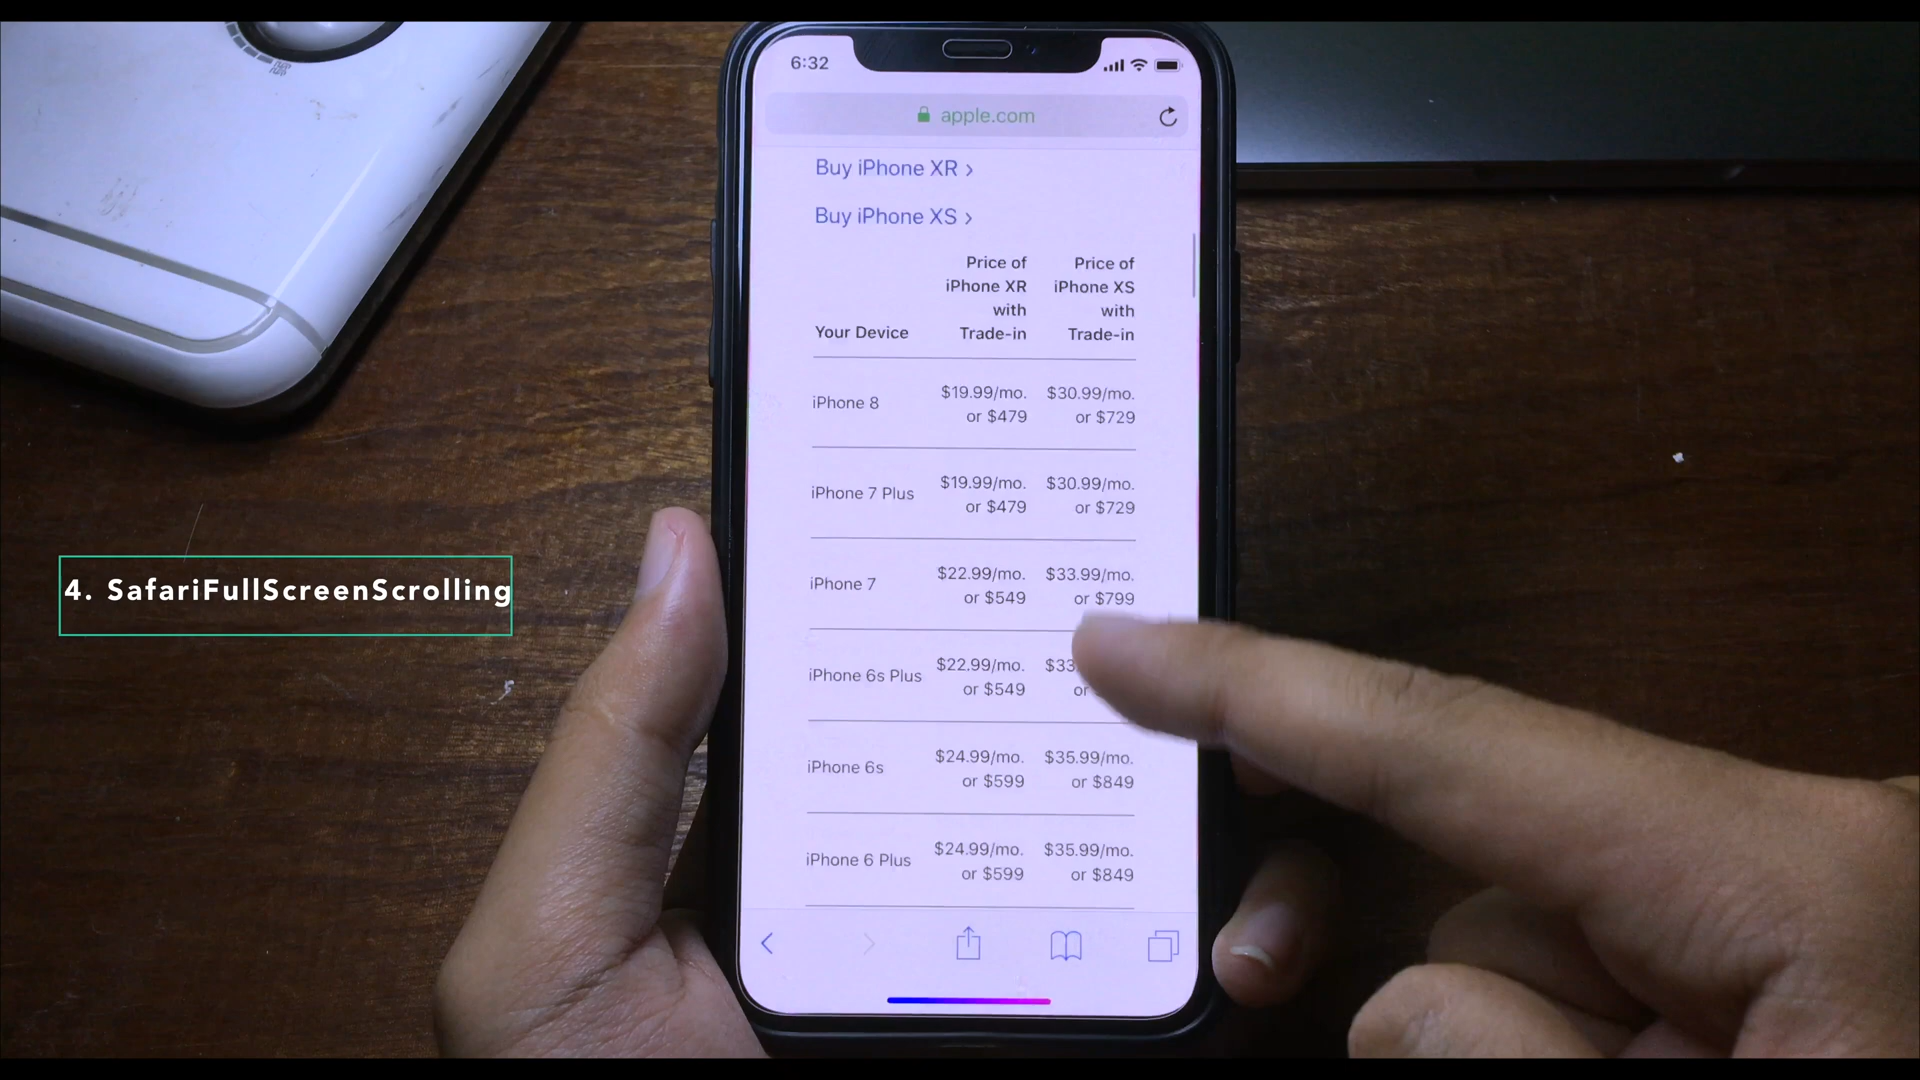 6:32
apple.com
Buy iPhone XR >
Buy iPhone XS >
Price of
iPhone XR
with
Trade-in
Price of
iPhone XS
with
Trade-in
Your Device
iPhone 8
$19.99/mo.
or $479
$30.99/mo.
or $729
iPhone 7 Plus
$19.99/mo.
or $479
$30.99/mo.
or $729
iPhone 7
$22.99/mo.
or $549
$33.99/mo.
or $799
iPhone 6s Plus
$22.99/mo.
or $549
$33
or
iPhone 6s
$24.99/mo.
or $599
$35.99/mo.
or $849
iPhone 6 Plus
$24.99/mo.
or $599
$35.99/mo.
or $849
4. SafariFullScreenScrolling